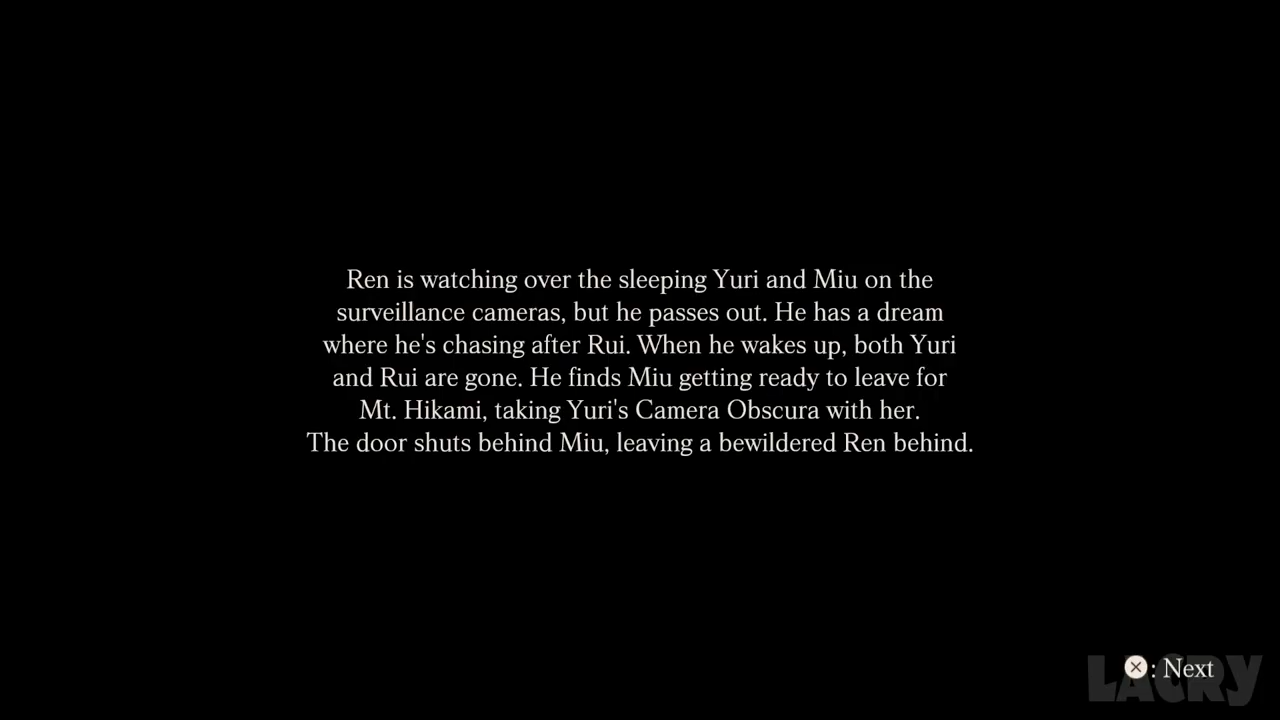 Ren is watching over the sleeping Yuri and Miu on the
surveillance cameras, but he passes out. He has a dream
where he's chasing after Rui. When he wakes up, both Yuri
and Rui are gone. He finds Miu getting ready to leave for
Mt. Hikami, taking Yuri's Camera Obscura with her.
The door shuts behind Miu, leaving a bewildered Ren behind.
: Next
LACRY